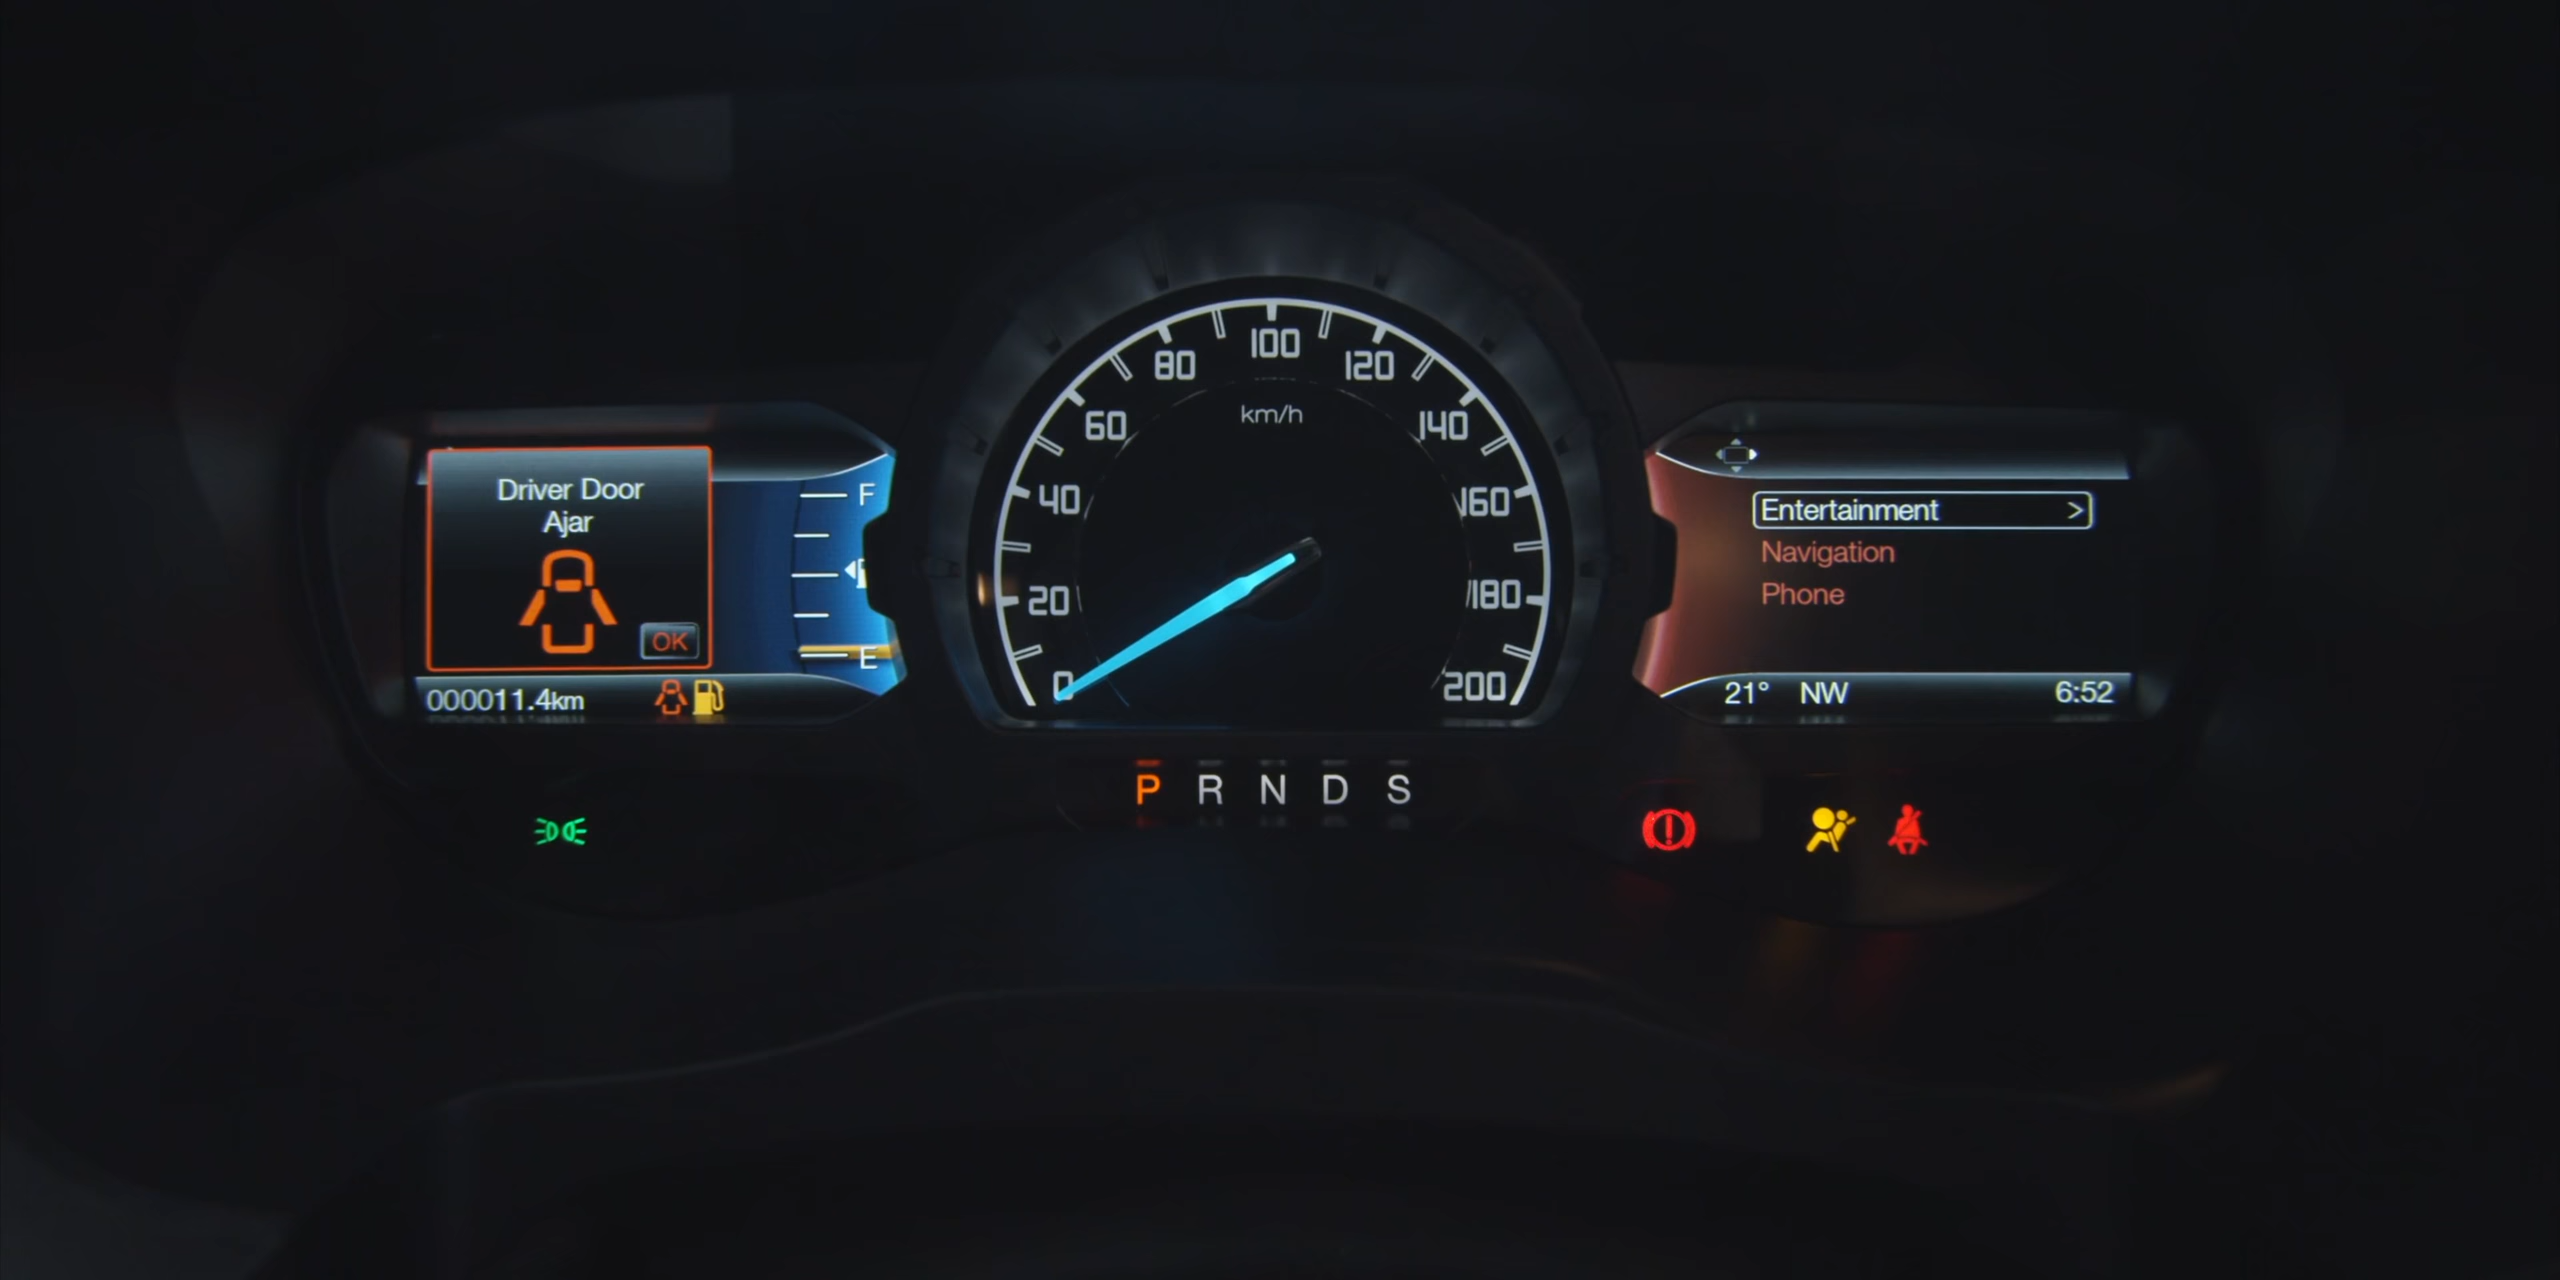 Driver Door
Ajar
OK
F
E
000011.4km
0
20
40
60
80
100
120
140
160
180
200
km/h
P R N D S
Entertainment >
Navigation
Phone
21° NW 6:52